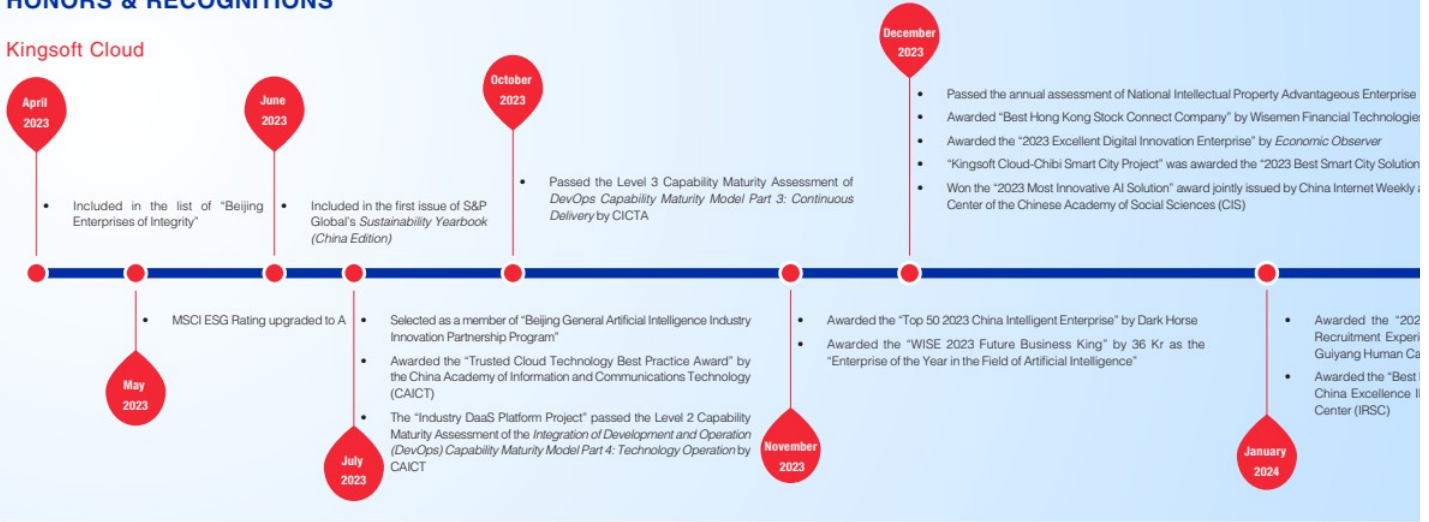 HONORS & RECOGNITIONS
Kingsoft Cloud
April
2023
• Included in the list of “Beijing
Enterprises of Integrity”
May
2023
• MSCI ESG Rating upgraded to A
June
2023
• Included in the first issue of S&P
Global’s Sustainability Yearbook
(China Edition)
July
2023
• Selected as a member of “Beijing General Artificial Intelligence Industry
Innovation Partnership Program”
• Awarded the “Trusted Cloud Technology Best Practice Award” by
the China Academy of Information and Communications Technology
(CAICT)
• The “Industry DaaS Platform Project” passed the Level 2 Capability
Maturity Assessment of the Integration of Development and Operation
(DevOps) Capability Maturity Model Part 4: Technology Operation by
CAICT
October
2023
• Passed the Level 3 Capability Maturity Assessment of
DevOps Capability Maturity Model Part 3: Continuous
Delivery by CICTA
November
2023
• Awarded the “Top 50 2023 China Intelligent Enterprise” by Dark Horse
• Awarded the “WISE 2023 Future Business King” by 36 Kr as the
“Enterprise of the Year in the Field of Artificial Intelligence”
December
2023
• Passed the annual assessment of National Intellectual Property Advantageous Enterprise
• Awarded “Best Hong Kong Stock Connect Company” by Wisemen Financial Technologies
• Awarded the “2023 Excellent Digital Innovation Enterprise” by Economic Observer
• “Kingsoft Cloud-Chibi Smart City Project” was awarded the “2023 Best Smart City Solution
• Won the “2023 Most Innovative AI Solution” award jointly issued by China Internet Weekly
Center of the Chinese Academy of Social Sciences (CIS)
January
2024
• Awarded the “202
Recruitment Experi
Guiyang Human Ca
• Awarded the “Best
China Excellence
Center (IRSC)